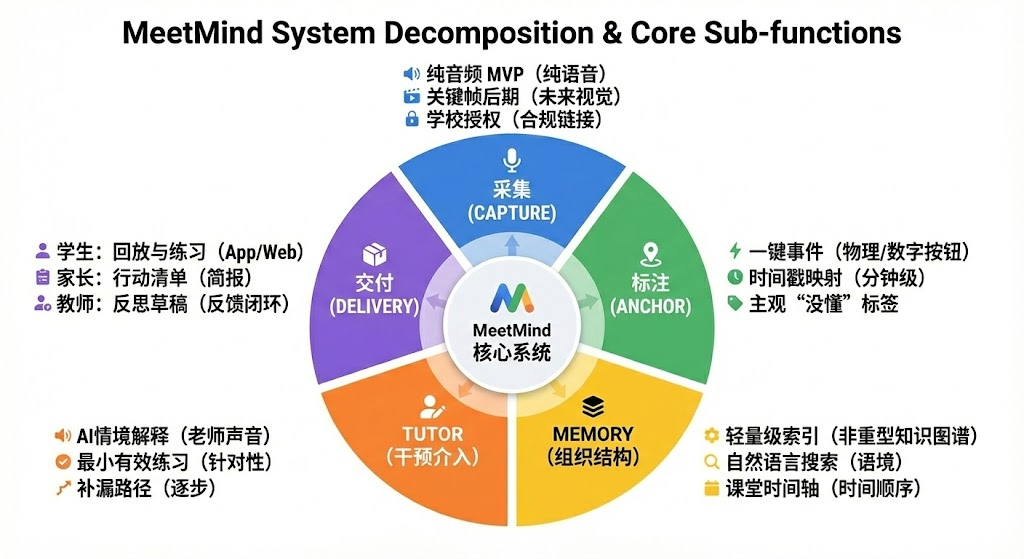 MeetMind System Decomposition & Core Sub-functions
纯音频 MVP（纯语音）
关键帧后期（未来视觉）
学校授权（合规链接）
采集
(CAPTURE)
标注
(ANCHOR)
一键事件（物理/数字按钮）
时间戳映射（分钟级）
主观“没懂”标签
MEMORY
（组织结构）
轻量级索引（非重型知识图谱）
自然语言搜索（语境）
课堂时间轴（时间顺序）
TUTOR
（干预介入）
AI情境解释（老师声音）
最小有效练习（针对性）
补漏路径（逐步）
交付
(DELIVERY)
学生：回放与练习（App/Web）
家长：行动清单（简报）
教师：反思草稿（反馈闭环）
MeetMind
核心系统